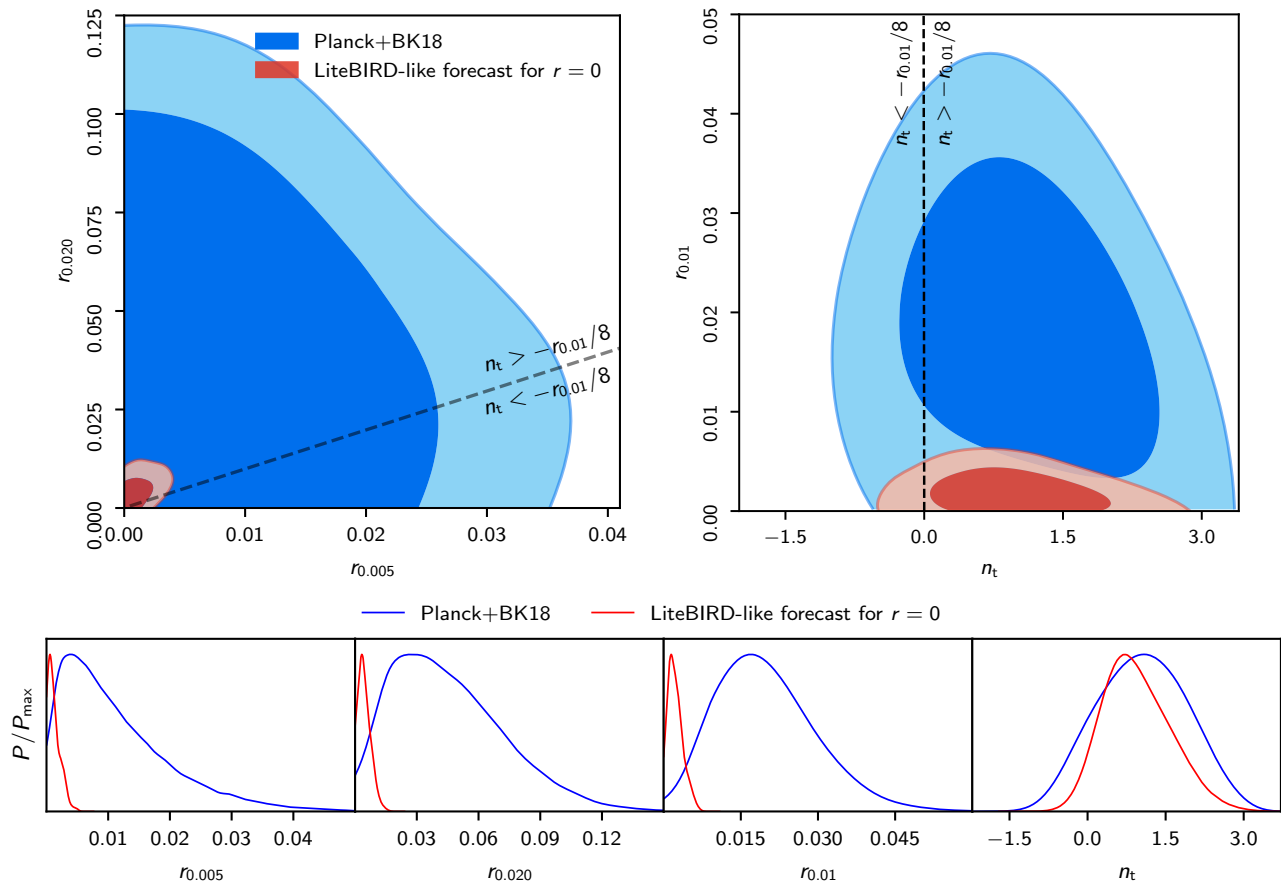 0.125
0.100
0.075
0.050
0.025
0.000
r0.020
Planck+BK18
LiteBIRD-like forecast for r = 0
nt > −r0.01/8
nt < −r0.01/8
0.00 0.01 0.02 0.03 0.04
r0.005
0.05
0.04
0.03
0.02
0.01
0.00
r0.01
nt < −r0.01/8
nt > −r0.01/8
−1.5 0.0 1.5 3.0
nt
Planck+BK18 LiteBIRD-like forecast for r = 0
P/Pmax
0.01 0.02 0.03 0.04
r0.005
0.03 0.06 0.09 0.12
r0.020
0.015 0.030 0.045
r0.01
−1.5 0.0 1.5 3.0
nt